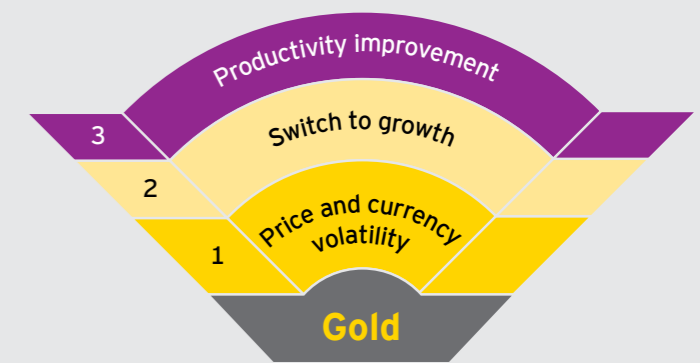 Productivity improvement
3
Switch to growth
2
Price and currency
volatility
1
Gold